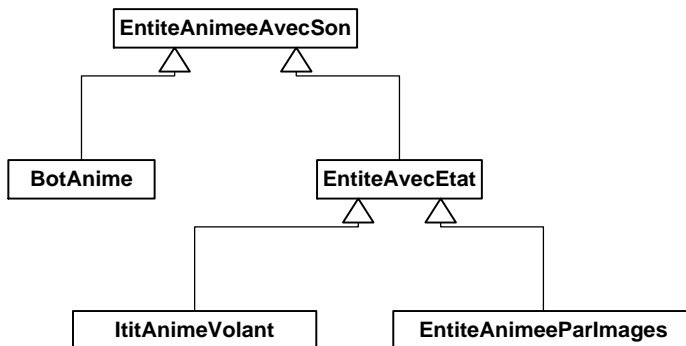 EntiteAnimeeAvecSon
BotAnime
EntiteAvecEtat
ItitAnimeVolant
EntiteAnimeeParImages